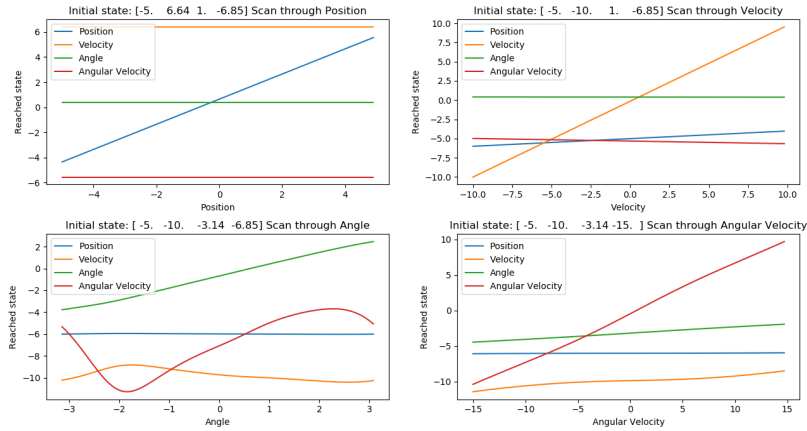 Initial state: [-5. 6.64 1. -6.85] Scan through Position
Reached state
6
4
2
0
−2
−4
−6
Position
Velocity
Angle
Angular Velocity
−4
−2
0
2
4
Position
Initial state: [ -5. -10. 1. -6.85] Scan through Velocity
Reached state
10.0
7.5
5.0
2.5
0.0
−2.5
−5.0
−7.5
−10.0
Position
Velocity
Angle
Angular Velocity
−10.0
−7.5
−5.0
−2.5
0.0
2.5
5.0
7.5
10.0
Velocity
Initial state: [ -5. -10. -3.14 -6.85] Scan through Angle
Reached state
2
0
−2
−4
−6
−8
−10
Position
Velocity
Angle
Angular Velocity
−3
−2
−1
0
1
2
3
Angle
Initial state: [ -5. -10. -3.14 -15. ] Scan through Angular Velocity
Reached state
10
5
0
−5
−10
Position
Velocity
Angle
Angular Velocity
−15
−10
−5
0
5
10
15
Angular Velocity